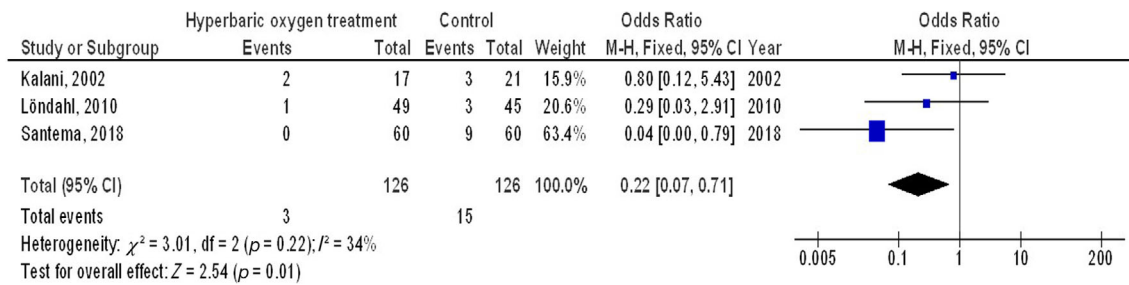 Hyperbaric oxygen treatment Control Odds Ratio Odds Ratio
Study or Subgroup Events Total Events Total Weight M-H, Fixed, 95% CI Year M-H, Fixed, 95% CI
Kalani, 2002 2 17 3 21 15.9% 0.80 [0.12, 5.43] 2002
Löndahl, 2010 1 49 3 45 20.6% 0.29 [0.03, 2.91] 2010
Santema, 2018 0 60 9 60 63.4% 0.04 [0.00, 0.79] 2018
Total (95% CI) 126 126 100.0% 0.22 [0.07, 0.71]
Total events 3 15
Heterogeneity: χ² = 3.01, df = 2 (p = 0.22); I² = 34%
Test for overall effect: Z = 2.54 (p = 0.01)
0.005 0.1 1 10 200